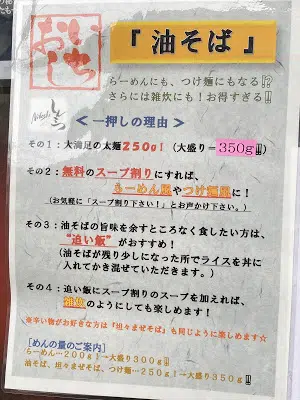 おいしいいち
『油そば』
らーめんにも、つけ麺にもなる!?
さらには雑炊にも!お得すぎる!!
＜一押しの理由＞
その1：大満足の太麺250g!（大盛り＝350g!!）
その2：無料のスープ割りにすれば、
らーめん風やつけ麺風に!
（お気軽に「スープ割り下さい!」とお声かけ下さい。）
その3：油そばの旨味を余すところなく食したい方は、
“追い飯”がおすすめ!
（油そばが残り少しになった所でライスを丼に
入れてかき混ぜていただきます。）
その4：追い飯にスープ割りのスープを加えれば、
雑炊のようにしても楽しめます!
※辛い物がお好きな方は「坦々まぜそば」も同じように楽しめます☆
[めんの量のご案内]
らーめん…200g!→大盛り300g!!
油そば、坦々まぜそば、つけ麺…250g!→大盛り350g!!